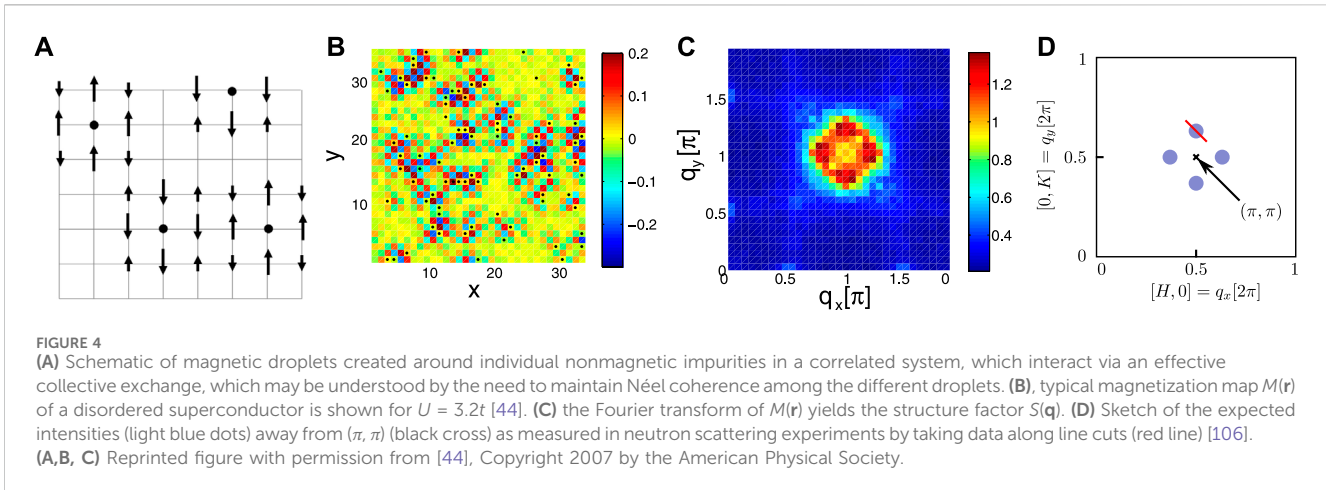 A
B
C
D
30
20
10
y
10
20
30
x
0.2
0.1
0
−0.1
−0.2
1.5
1
0.5
0
q_y[π]
0
0.5
1
1.5
0
q_x[π]
1.2
1
0.8
0.6
0.4
1
0.5
0
[0, K] = q_y[2π]
(π, π)
0
0.5
1
[H, 0] = q_x[2π]
FIGURE 4
(A) Schematic of magnetic droplets created around individual nonmagnetic impurities in a correlated system, which interact via an effective
collective exchange, which may be understood by the need to maintain Néel coherence among the different droplets. (B), typical magnetization map M(r)
of a disordered superconductor is shown for U = 3.2t [44]. (C) the Fourier transform of M(r) yields the structure factor S(q). (D) Sketch of the expected
intensities (light blue dots) away from (π, π) (black cross) as measured in neutron scattering experiments by taking data along line cuts (red line) [106].
(A,B, C) Reprinted figure with permission from [44], Copyright 2007 by the American Physical Society.